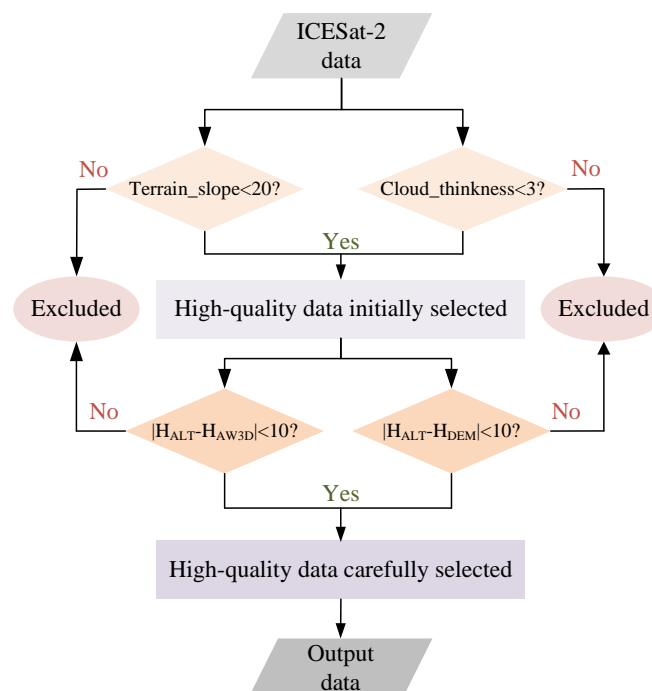 ICESat-2
data
No
No
Terrain_slope<20?
Cloud_thinkness<3?
Yes
Excluded
High-quality data initially selected
Excluded
No
No
|HALT-HAW3D|<10?
|HALT-HDEM|<10?
Yes
High-quality data carefully selected
Output
data